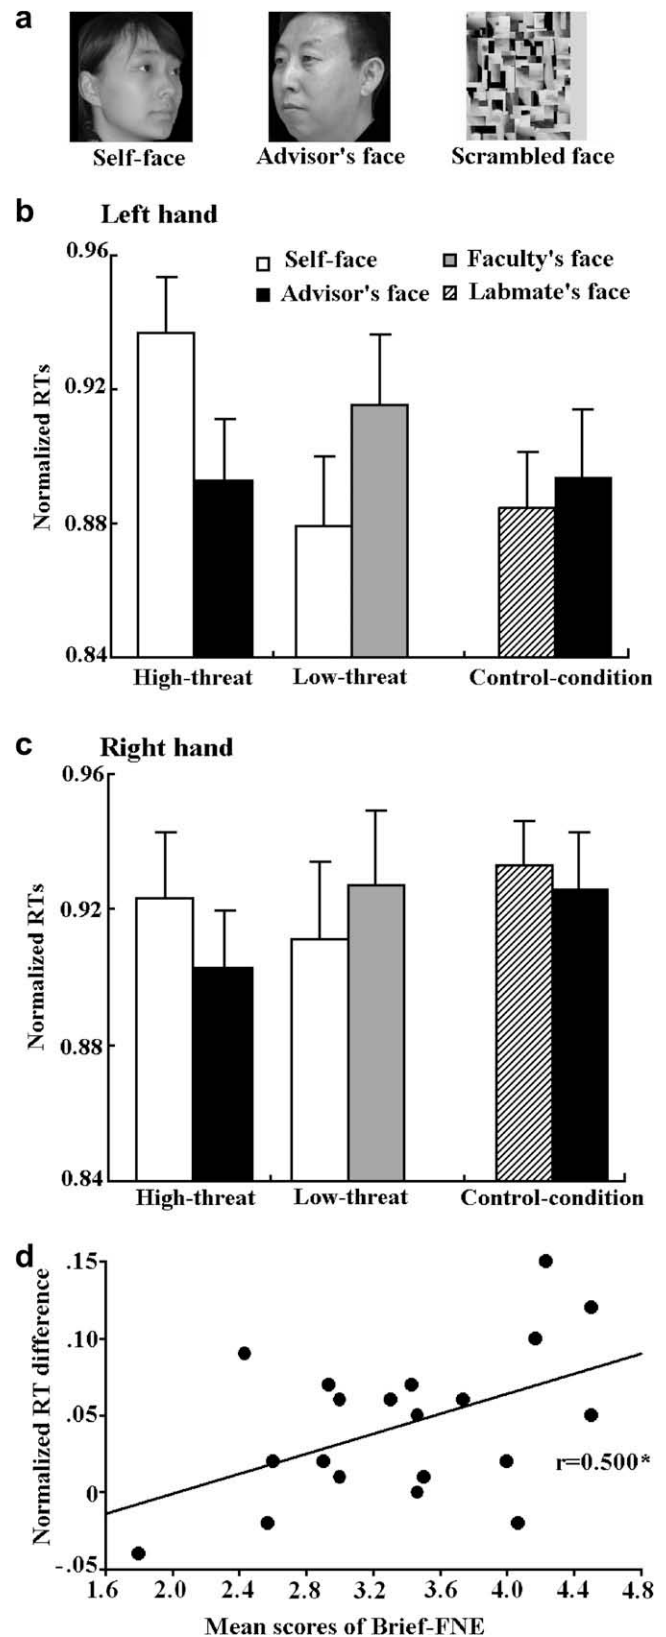 a
Self-face
Advisor's face
Scrambled face
b
Left hand
0.96
0.92
0.88
0.84
Normalized RTs
Self-face
Faculty's face
Advisor's face
Labmate's face
High-threat
Low-threat
Control-condition
c
Right hand
0.96
0.92
0.88
0.84
Normalized RTs
High-threat
Low-threat
Control-condition
d
.15
.10
.05
0
-.05
Normalized RT difference
r=0.500*
1.6
2.0
2.4
2.8
3.2
3.6
4.0
4.4
4.8
Mean scores of Brief-FNE